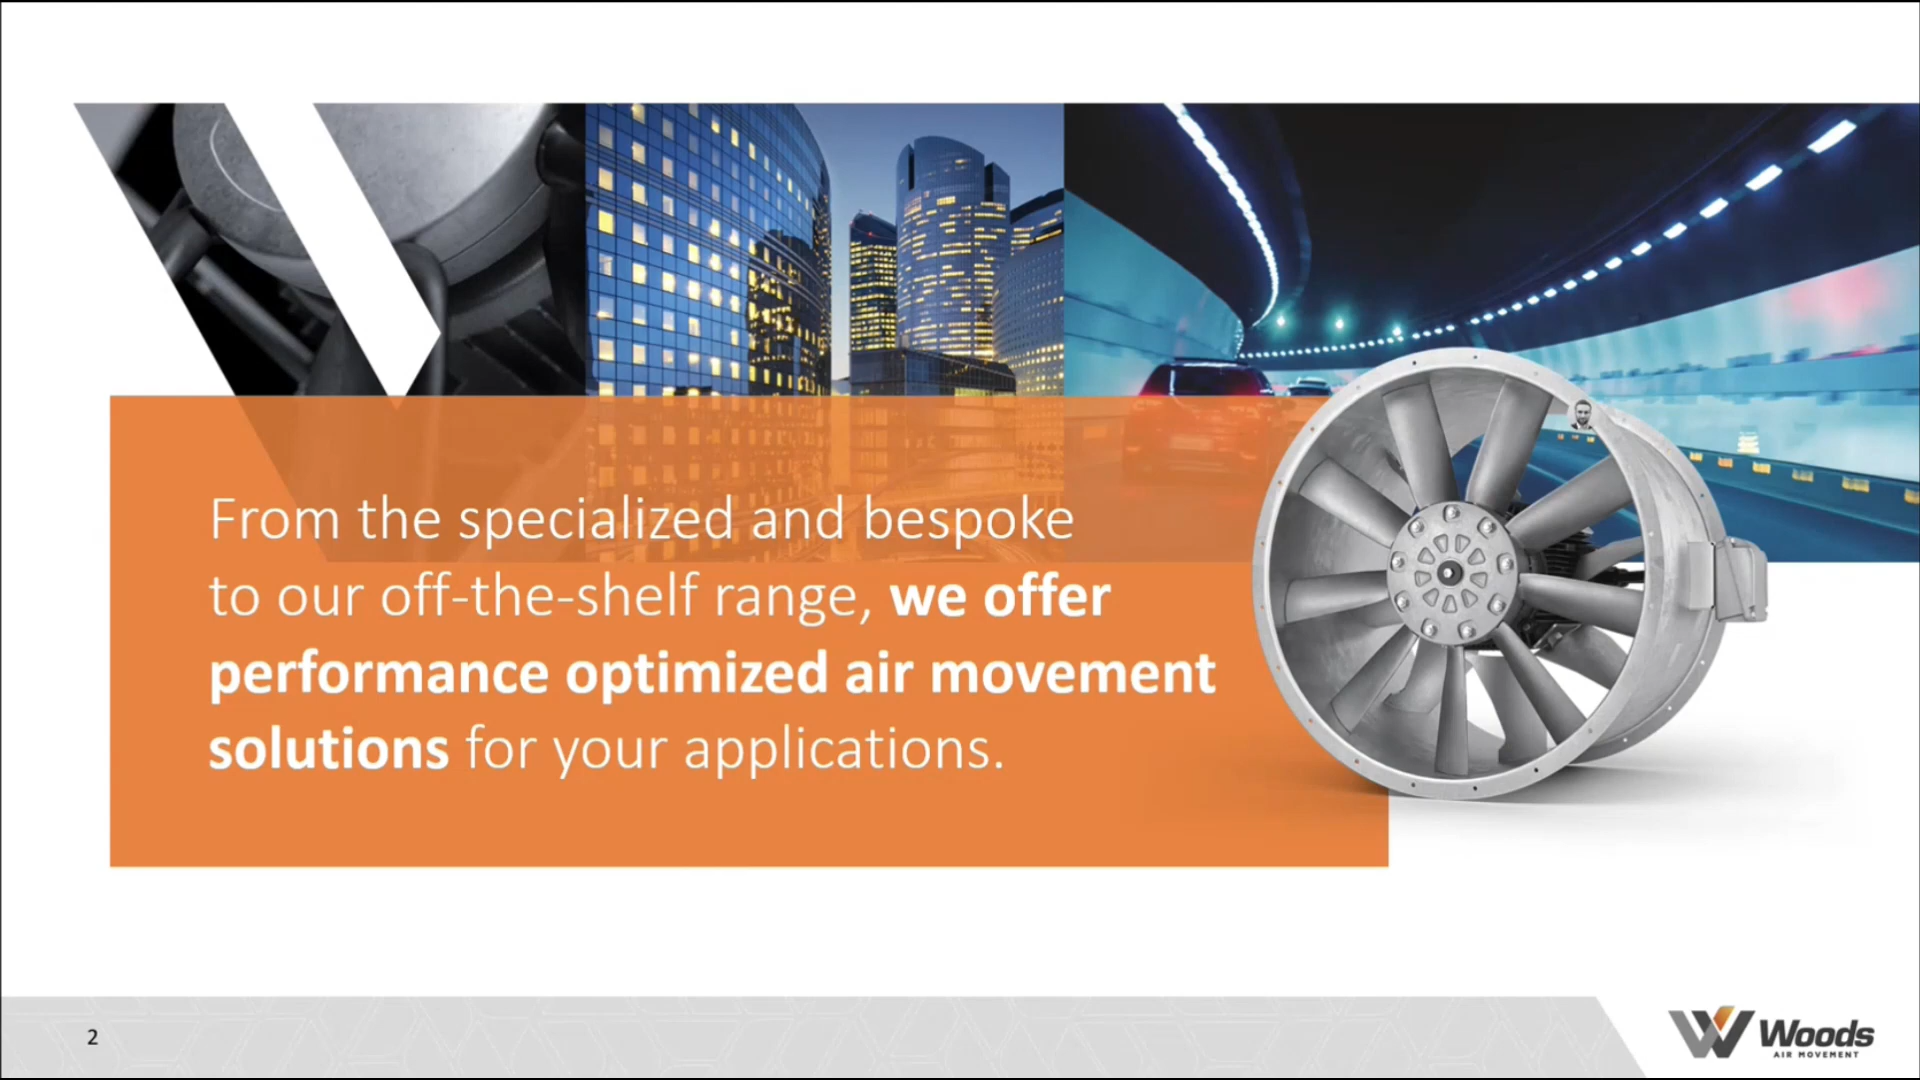 From the specialized and bespoke
to our off-the-shelf range, we offer
performance optimized air movement
solutions for your applications.
2
Woods
AIR MOVEMENT